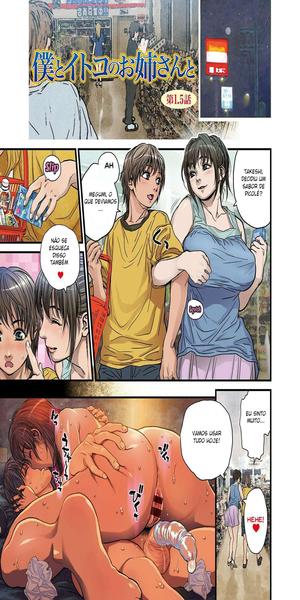 僕とイトコのお姉さんと
第1.5話
AH
TAKESHI,
DECIDIU UM
SABOR DE
PICOLÉ?
MEGUMI, O
QUE DEVÍAMOS
...
NÃO SE
ESQUEÇA
DISSO
TAMBÉM
♥
EU SINTO
MUITO...
VAMOS USAR
TUDO HOJE!
HEHE!
♥